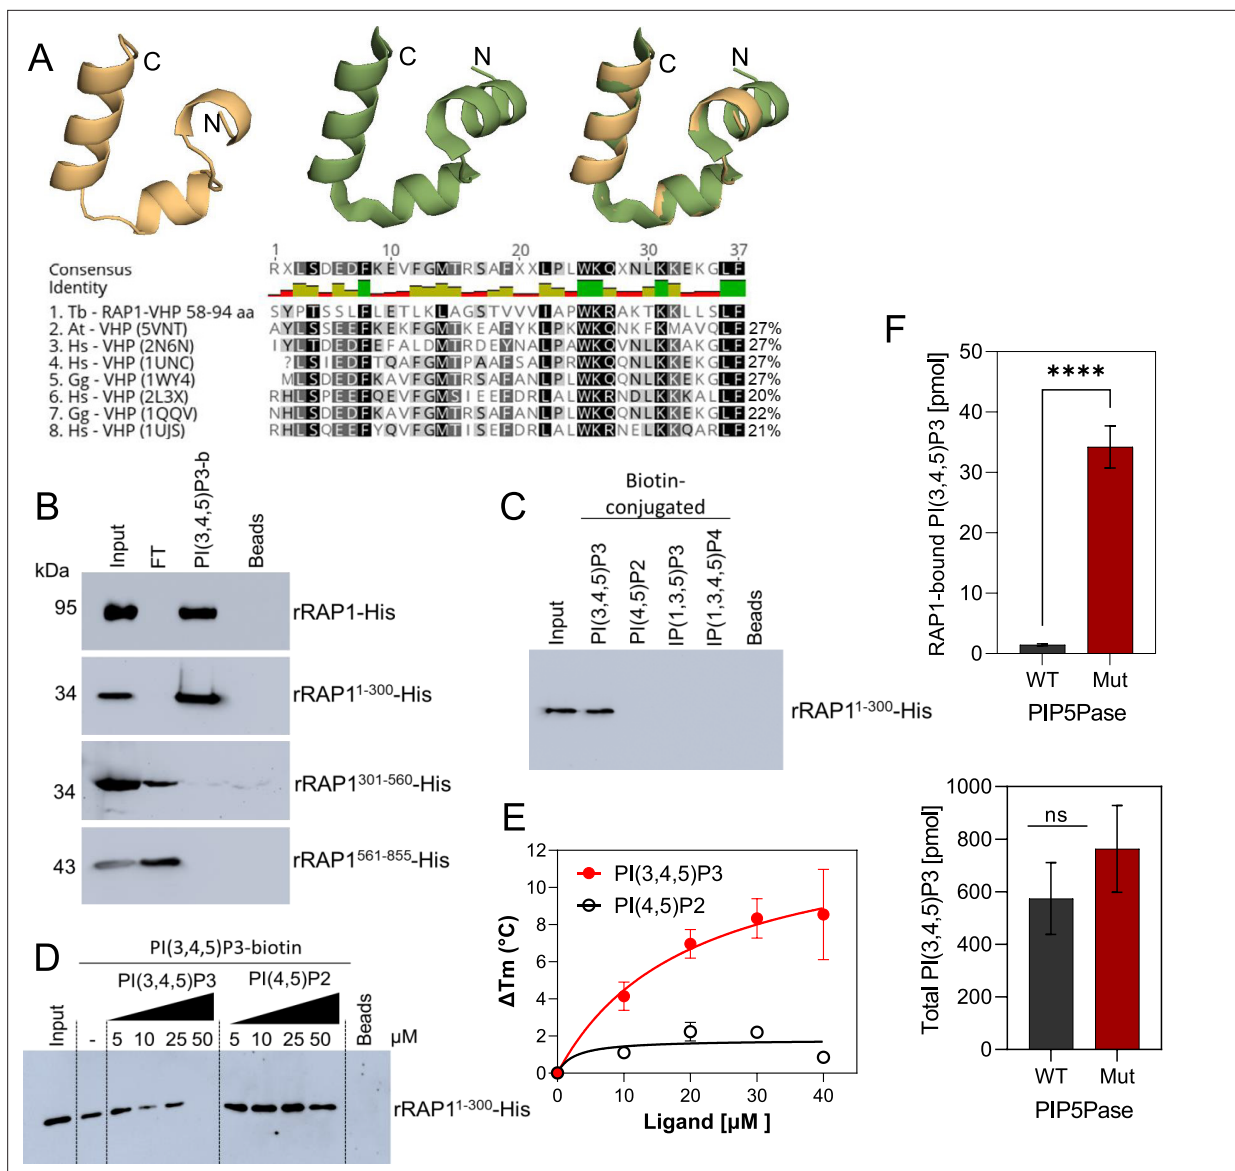 A
C
N
C
N
C
N
1 10 20 30 37
Consensus RXLSDEDFKEVFGMTRSAFXXLPLWKQXNLKKEKGLF
Identity
1. Tb - RAP1-VHP 58-94 aa SYPTSSLFLETLKLAGSTVVVIAPWKRAKTKKLLSLF
2. At - VHP (5VNT) AYLSSEEFKEKFGMTKEAFYKLPKWKQNKFKMAVQLF 27%
3. Hs - VHP (2N6N) IYLTDEDFEFALDMTRDEYNALPAWKQVNLKKAKGLF 27%
4. Hs - VHP (1UNC) ?LSIEDFTQAFGMTPAAFSALPRWKQQNLKKEKGLF 27%
5. Gg - VHP (1WY4) MLSDEDFKAVFGMTRSAFANLPLWKQQNLKKEKGLF 27%
6. Hs - VHP (2L3X) RHLSPEEFQEVFGMSIEEFDRLALWKRNDLKKKALLF 20%
7. Gg - VHP (1QQV) NHLSDEDFKAVFGMTRSAFANLPLWKQQNLKKEKGLF 22%
8. Hs - VHP (1UJS) RHLSQEEFYQVFGMTISEFDRLALWKRNELKKQARLF 21%
B
Input FT PI(3,4,5)P3-b Beads
kDa
95 rRAP1-His
34 rRAP1¹⁻³⁰⁰-His
34 rRAP1³⁰¹⁻⁵⁶⁰-His
43 rRAP1⁵⁶¹⁻⁸⁵⁵-His
C
Biotin-
conjugated
Input PI(3,4,5)P3 PI(4,5)P2 IP(1,3,5)P3 IP(1,3,4,5)P4 Beads
rRAP1¹⁻³⁰⁰-His
D
PI(3,4,5)P3-biotin
PI(3,4,5)P3 PI(4,5)P2
Input - 5 10 25 50 5 10 25 50 μM Beads
rRAP1¹⁻³⁰⁰-His
E
PI(3,4,5)P3
PI(4,5)P2
ΔTm (°C)
12
10
8
6
4
2
0
0 10 20 30 40
Ligand [μM ]
F
RAP1-bound PI(3,4,5)P3 [pmol]
50
40
30
20
10
0
****
WT Mut
PIP5Pase
Total PI(3,4,5)P3 [pmol]
1000
800
600
400
200
0
ns
WT Mut
PIP5Pase